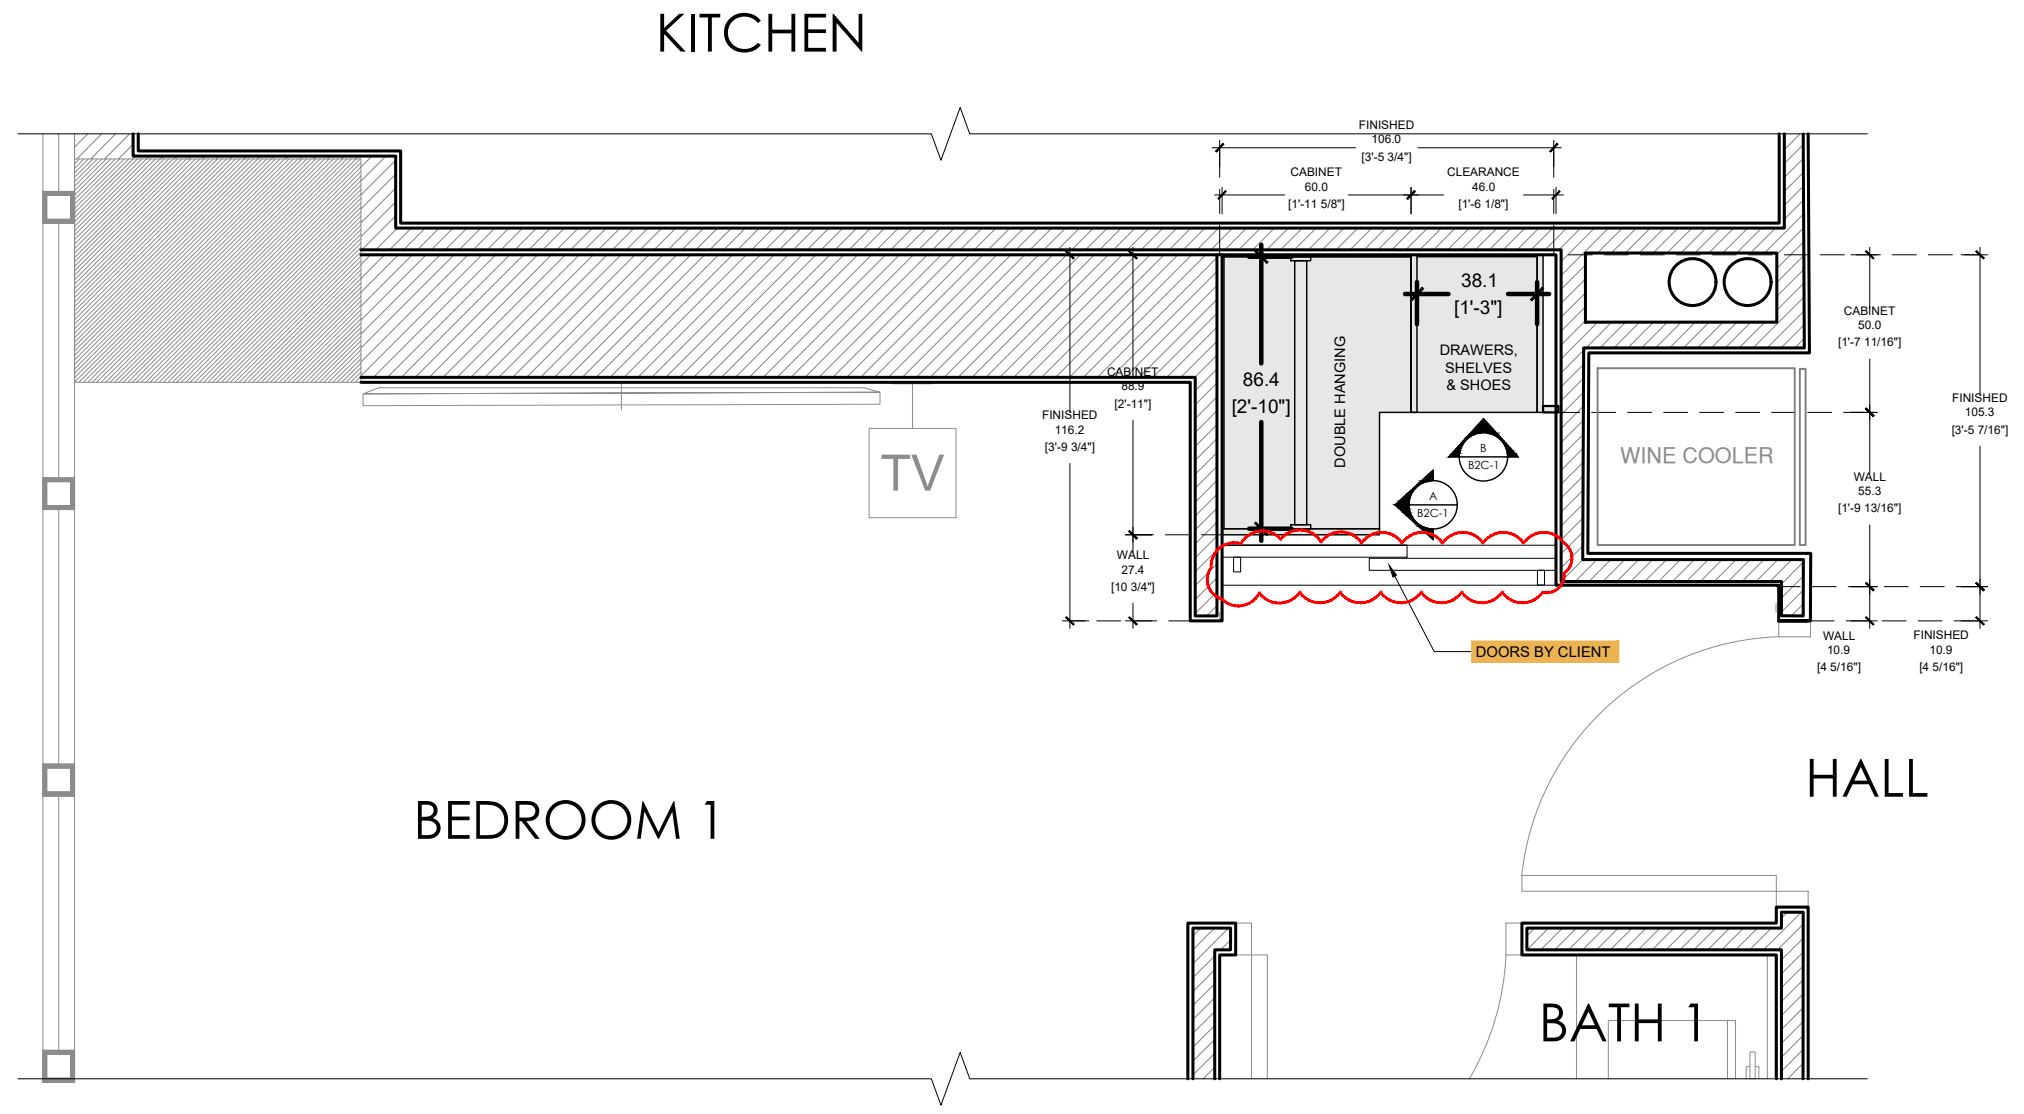 KITCHEN
FINISHED
106.0
[3'-5 3/4"]
CABINET
60.0
[1'-11 5/8"]
CLEARANCE
46.0
[1'-6 1/8"]
38.1
[1'-3"]
DRAWERS,
SHELVES
& SHOES
DOUBLE HANGING
86.4
[2'-10"]
CABINET
88.9
[2'-11"]
FINISHED
116.2
[3'-9 3/4"]
WALL
27.4
[10 3/4"]
TV
B
B2C-1
A
B2C-1
WINE COOLER
CABINET
50.0
[1'-7 11/16"]
FINISHED
105.3
[3'-5 7/16"]
WALL
55.3
[1'-9 13/16"]
WALL
10.9
[4 5/16"]
FINISHED
10.9
[4 5/16"]
DOORS BY CLIENT
HALL
BEDROOM 1
BATH 1